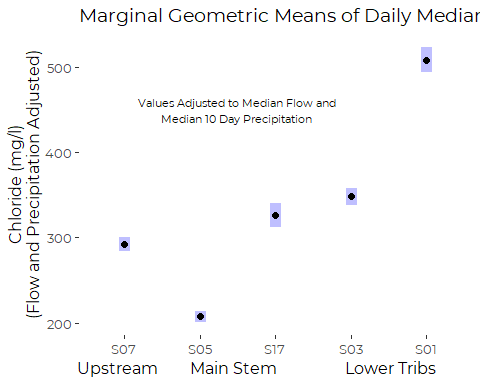 Marginal Geometric Means of Daily Median
Chloride (mg/l)
(Flow and Precipitation Adjusted)
500
400
300
200
Values Adjusted to Median Flow and
Median 10 Day Precipitation
S07 S05 S17 S03 S01
Upstream Main Stem Lower Tribs